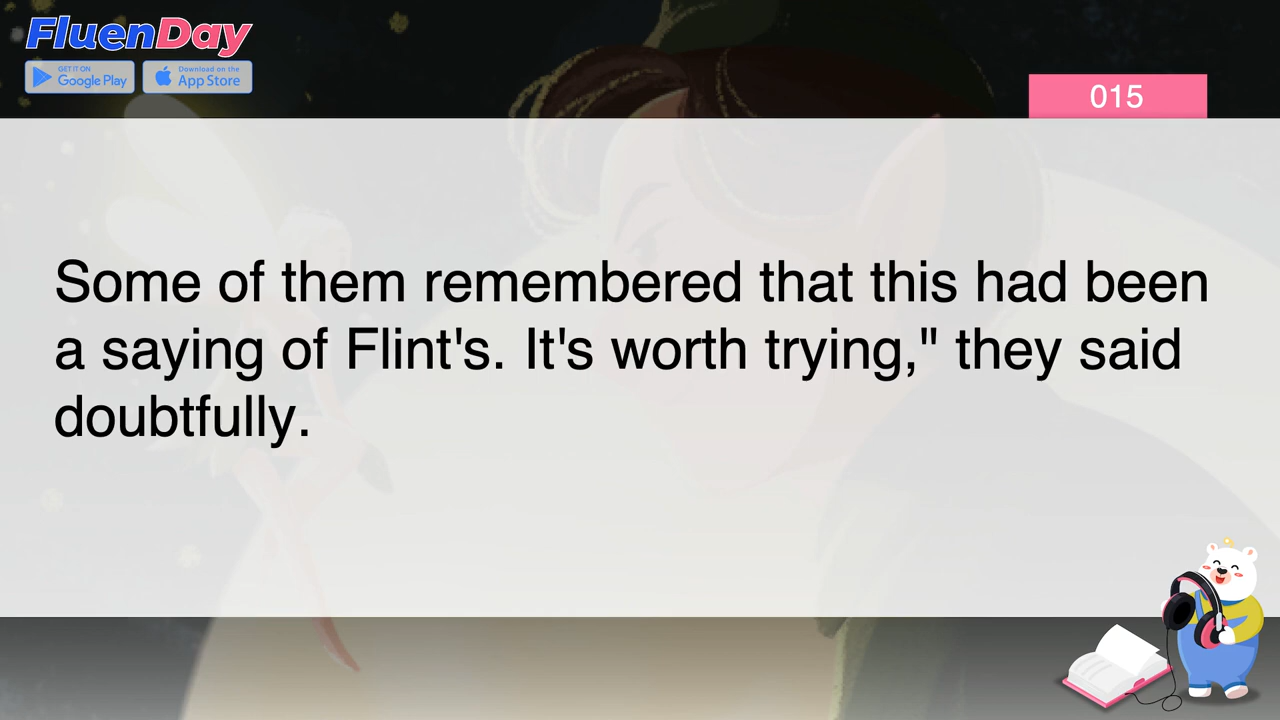 FluenDay
GET IT ON
Google Play
Download on the
App Store
015
Some of them remembered that this had been
a saying of Flint's. It's worth trying," they said
doubtfully.